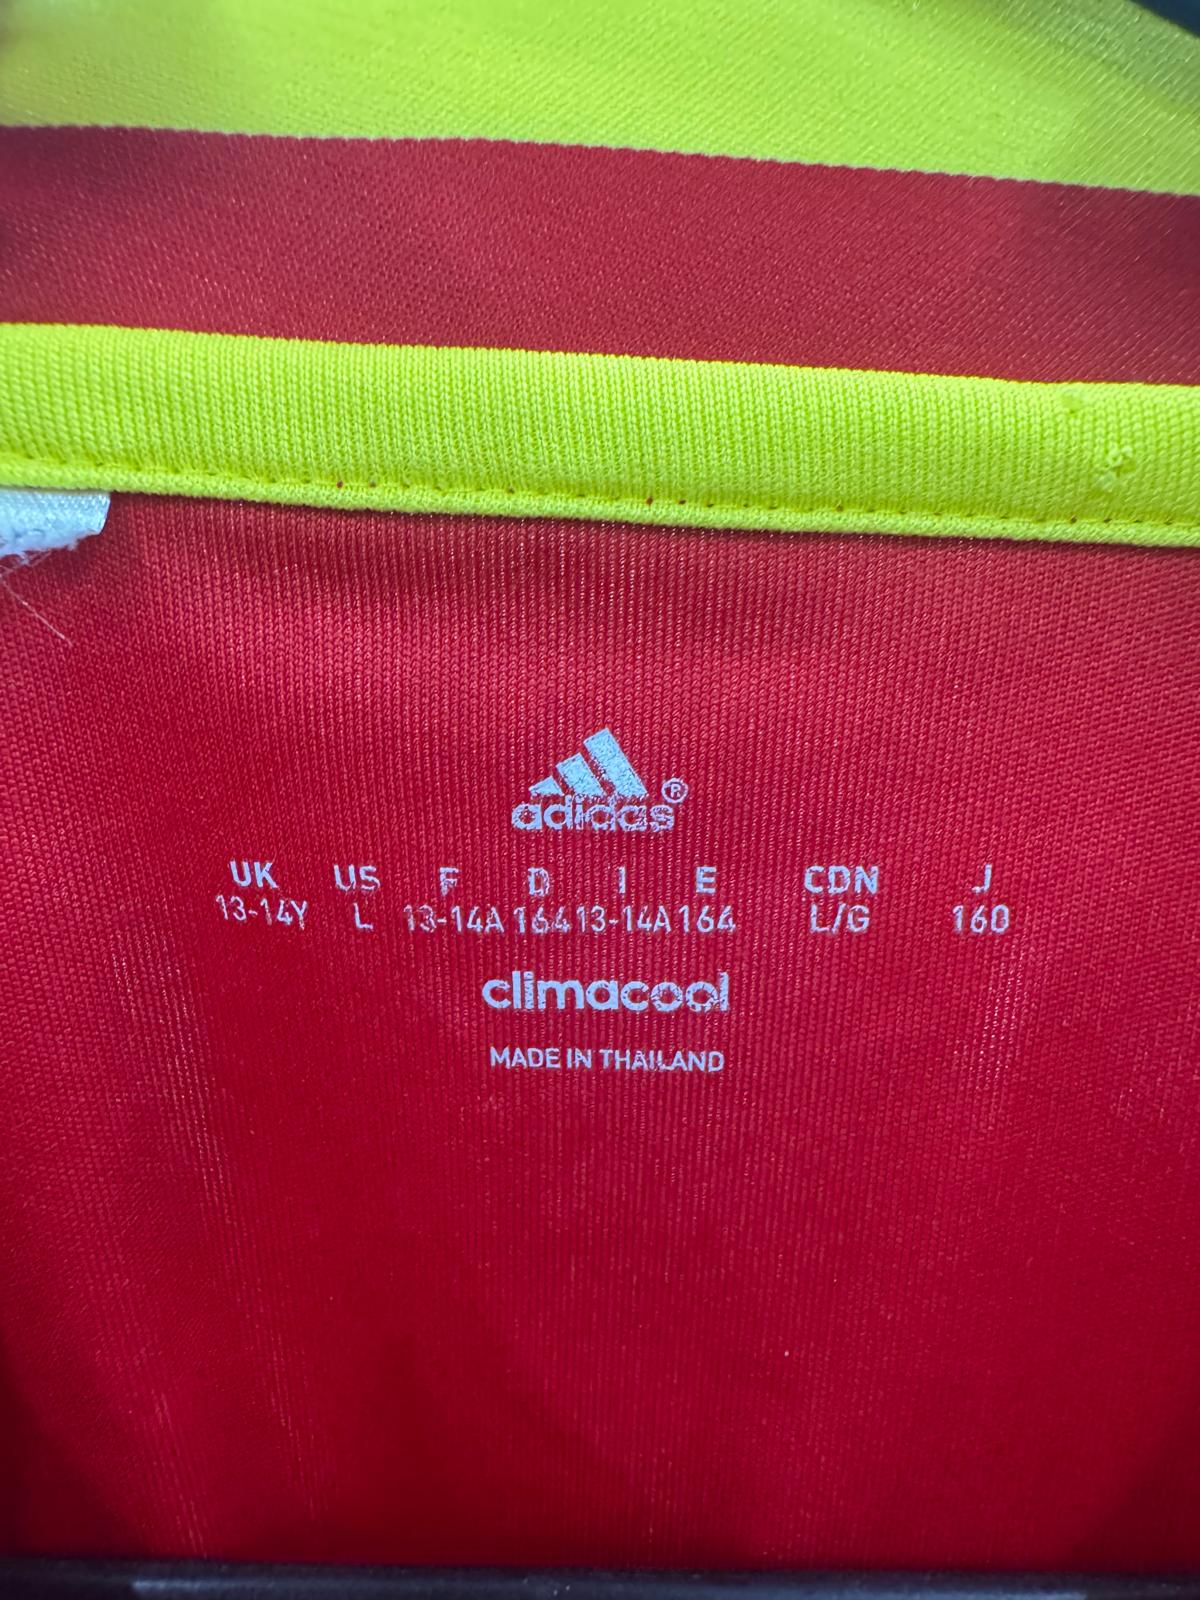 adidas®
UK US F D I E CDN J
13-14Y L 13-14A 164 13-14A 164 L/G 160
climacool
MADE IN THAILAND